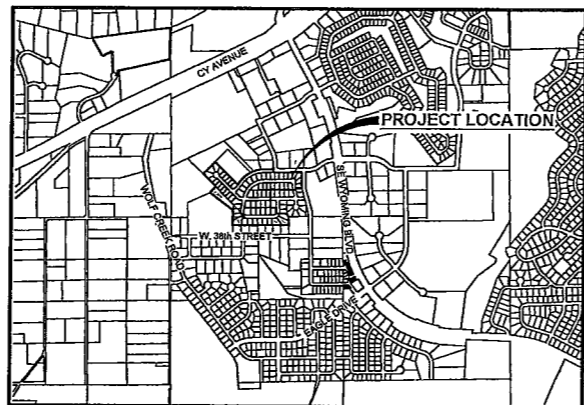 CY AVENUE
PROJECT LOCATION
WOLF CREEK ROAD
SE WYOMING BLVD.
W. 38th STREET
EAGLE DRIVE